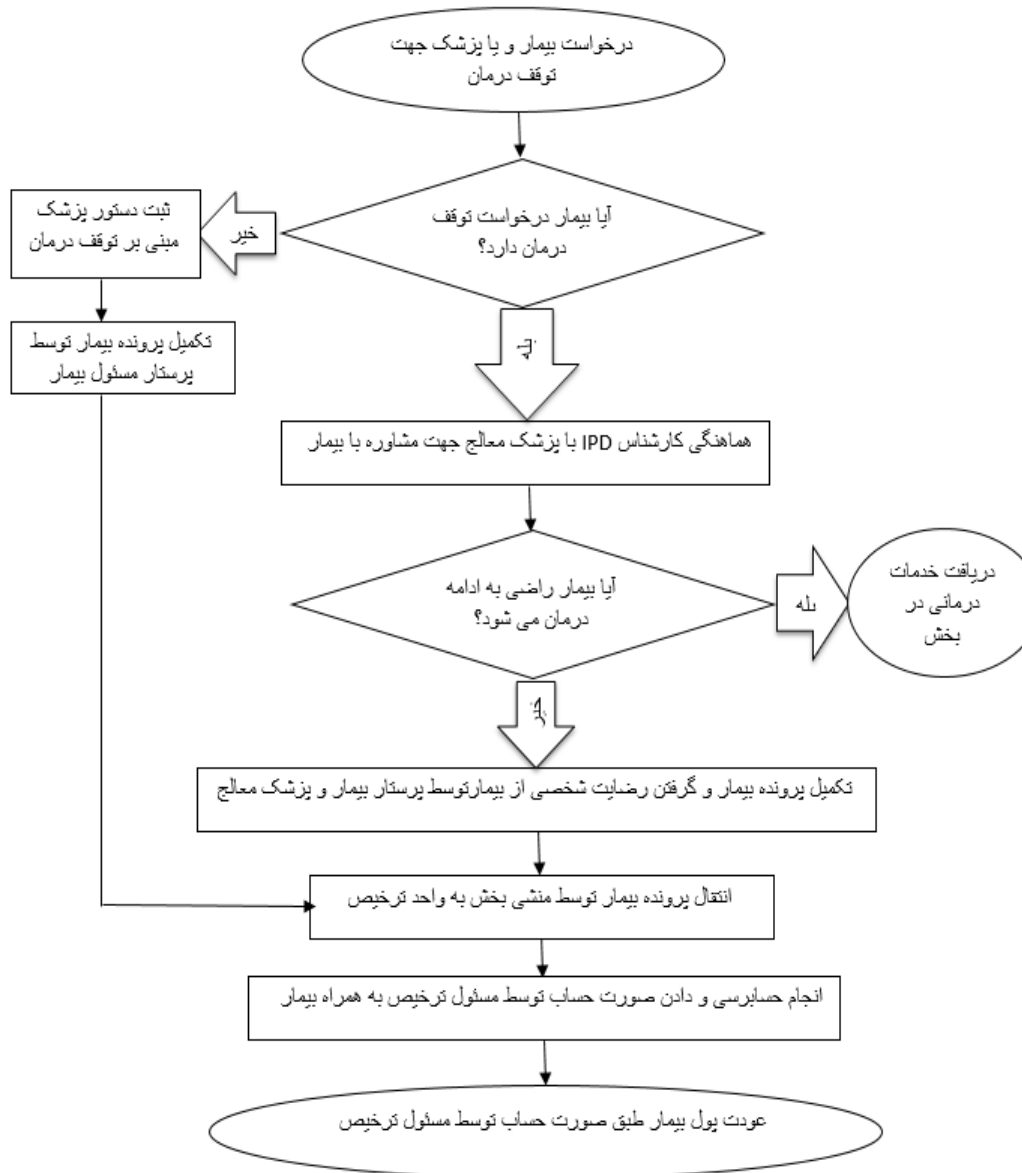 درخواست بیمار و یا پزشک جهت
توقف درمان
آیا بیمار درخواست توقف
درمان دارد؟
خیر
ثبت دستور پزشک
مبنی بر توقف درمان
تکمیل پرونده بیمار توسط
پرستار مسئول بیمار
بله
هماهنگی کارشناس IPD با پزشک معالج جهت مشاوره با بیمار
آیا بیمار راضی به ادامه
درمان می شود؟
بله
دریافت خدمات
درمانی در
بخش
خیر
تکمیل پرونده بیمار و گرفتن رضایت شخصی از بیمارتوسط پرستار بیمار و پزشک معالج
انتقال پرونده بیمار توسط منشی بخش به واحد ترخیص
انجام حسابرسی و دادن صورت حساب توسط مسئول ترخیص به همراه بیمار
عودت پول بیمار طبق صورت حساب توسط مسئول ترخیص